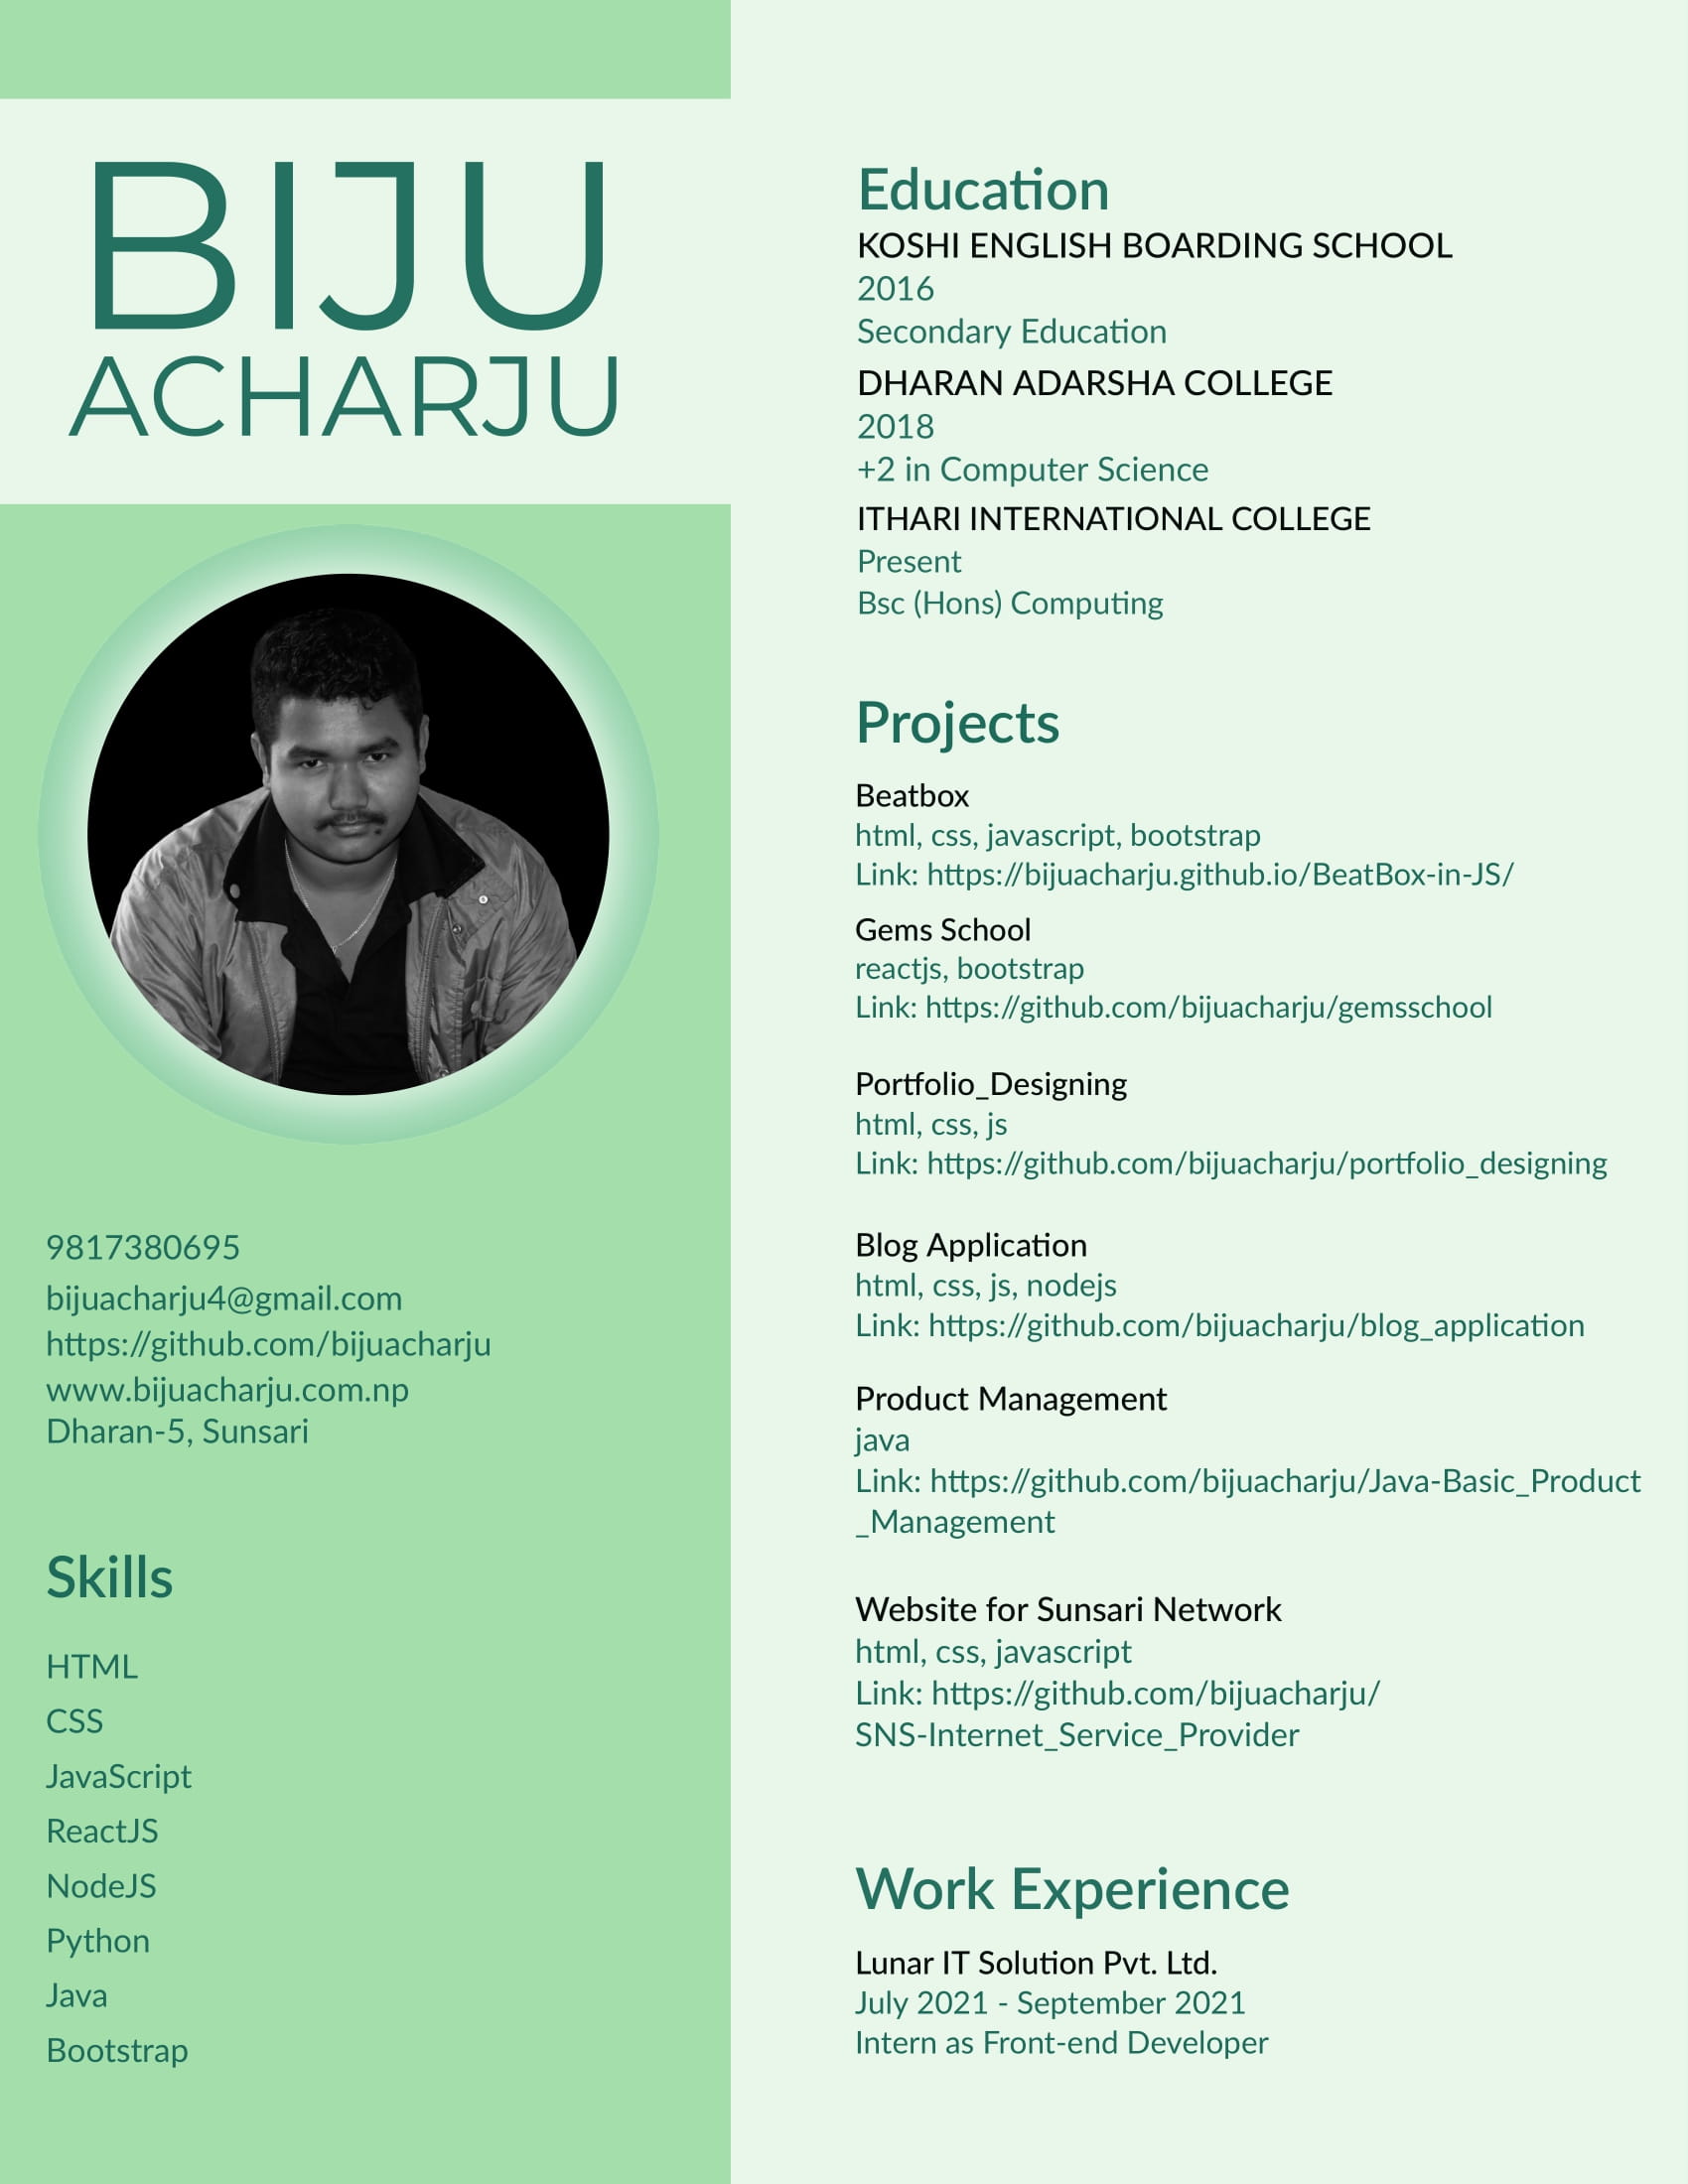 BIJU
ACHARJU
9817380695
bijuacharju4@gmail.com
https://github.com/bijuacharju
www.bijuacharju.com.np
Dharan-5, Sunsari
Skills
HTML
CSS
JavaScript
ReactJS
NodeJS
Python
Java
Bootstrap
Education
KOSHI ENGLISH BOARDING SCHOOL
2016
Secondary Education
DHARAN ADARSHA COLLEGE
2018
+2 in Computer Science
ITHARI INTERNATIONAL COLLEGE
Present
Bsc (Hons) Computing
Projects
Beatbox
html, css, javascript, bootstrap
Link: https://bijuacharju.github.io/BeatBox-in-JS/
Gems School
reactjs, bootstrap
Link: https://github.com/bijuacharju/gemsschool
Portfolio_Designing
html, css, js
Link: https://github.com/bijuacharju/portfolio_designing
Blog Application
html, css, js, nodejs
Link: https://github.com/bijuacharju/blog_application
Product Management
java
Link: https://github.com/bijuacharju/Java-Basic_Product
_Management
Website for Sunsari Network
html, css, javascript
Link: https://github.com/bijuacharju/
SNS-Internet_Service_Provider
Work Experience
Lunar IT Solution Pvt. Ltd.
July 2021 - September 2021
Intern as Front-end Developer